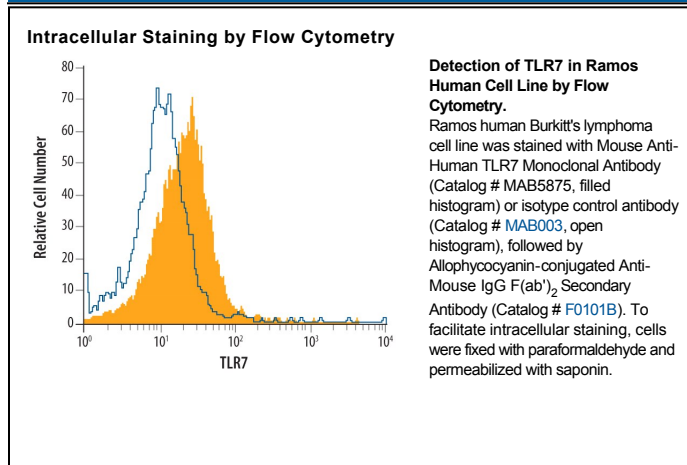 Intracellular Staining by Flow Cytometry
80
70
60
50
40
30
20
10
0
Relative Cell Number
10⁰
10¹
10²
10³
10⁴
TLR7
Detection of TLR7 in Ramos
Human Cell Line by Flow
Cytometry.
Ramos human Burkitt's lymphoma
cell line was stained with Mouse Anti-
Human TLR7 Monoclonal Antibody
(Catalog # MAB5875, filled
histogram) or isotype control antibody
(Catalog # MAB003, open
histogram), followed by
Allophycocyanin-conjugated Anti-
Mouse IgG F(ab')₂ Secondary
Antibody (Catalog # F0101B). To
facilitate intracellular staining, cells
were fixed with paraformaldehyde and
permeabilized with saponin.